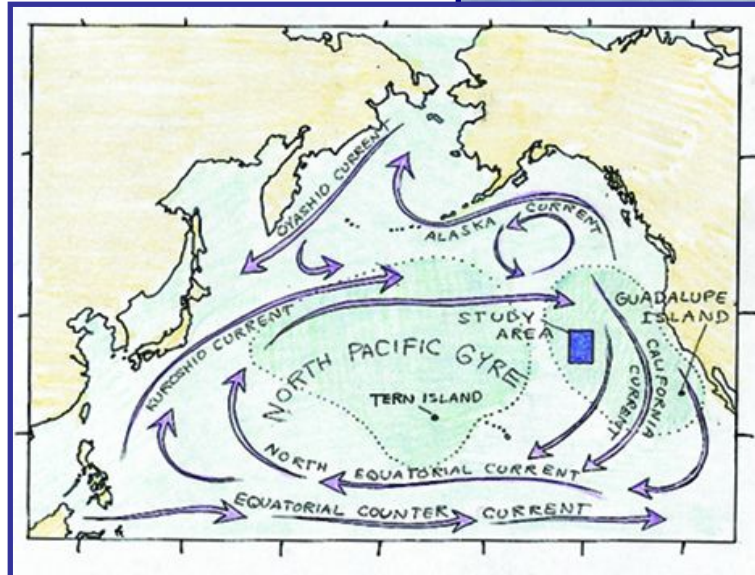 OYASHIO CURRENT
ALASKA CURRENT
GUADALUPE
ISLAND
STUDY
AREA
KUROSHIO CURRENT
NORTH PACIFIC GYRE
CALIFORNIA
CURRENT
TERN ISLAND
NORTH EQUATORIAL CURRENT
EQUATORIAL COUNTER CURRENT